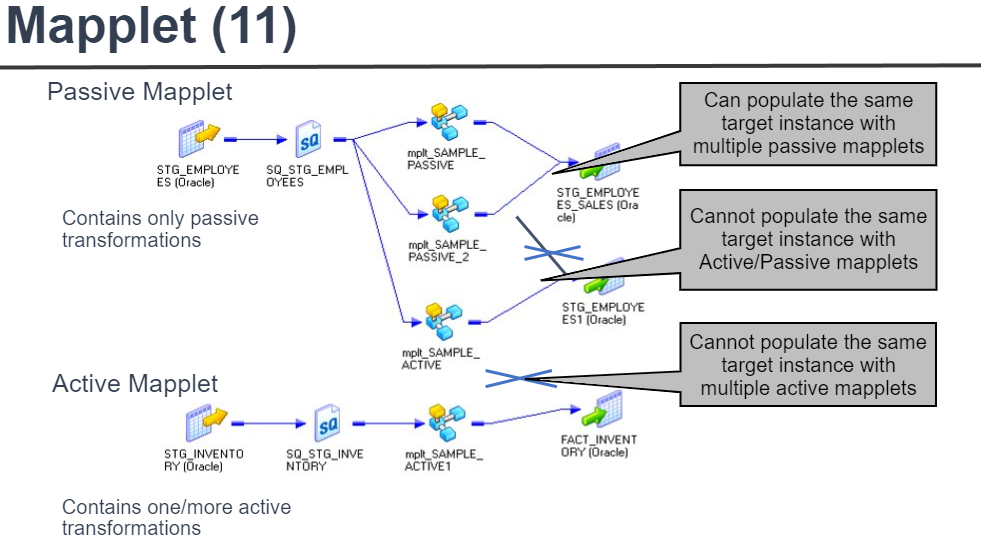 Mapplet (11)
Passive Mapplet
STG_EMPLOYE
ES (Oracle)
SQ
SQ_STG_EMPL
OYEES
mplt_SAMPLE_
PASSIVE
STG_EMPLOYE
ES_SALES (Ora
cle)
Can populate the same
target instance with
multiple passive mapplets
Contains only passive
transformations
mplt_SAMPLE_
PASSIVE_2
Cannot populate the same
target instance with
Active/Passive mapplets
STG_EMPLOYE
ES1 (Oracle)
mplt_SAMPLE_
ACTIVE
Cannot populate the same
target instance with
multiple active mapplets
Active Mapplet
STG_INVENTO
RY (Oracle)
SQ
SQ_STG_INVE
NTORY
mplt_SAMPLE_
ACTIVE1
FACT_INVENT
ORY (Oracle)
Contains one/more active
transformations